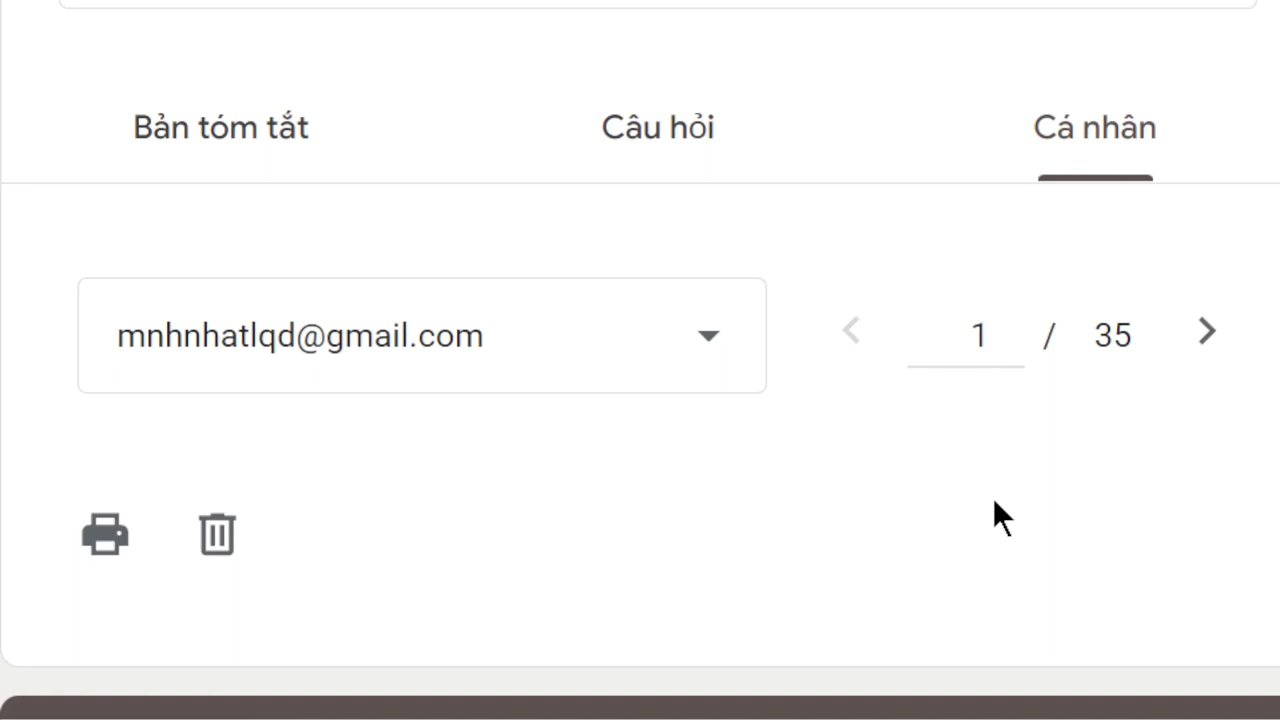 Bản tóm tắt
Câu hỏi
Cá nhân
mnhnhatlqd@gmail.com
1 / 35